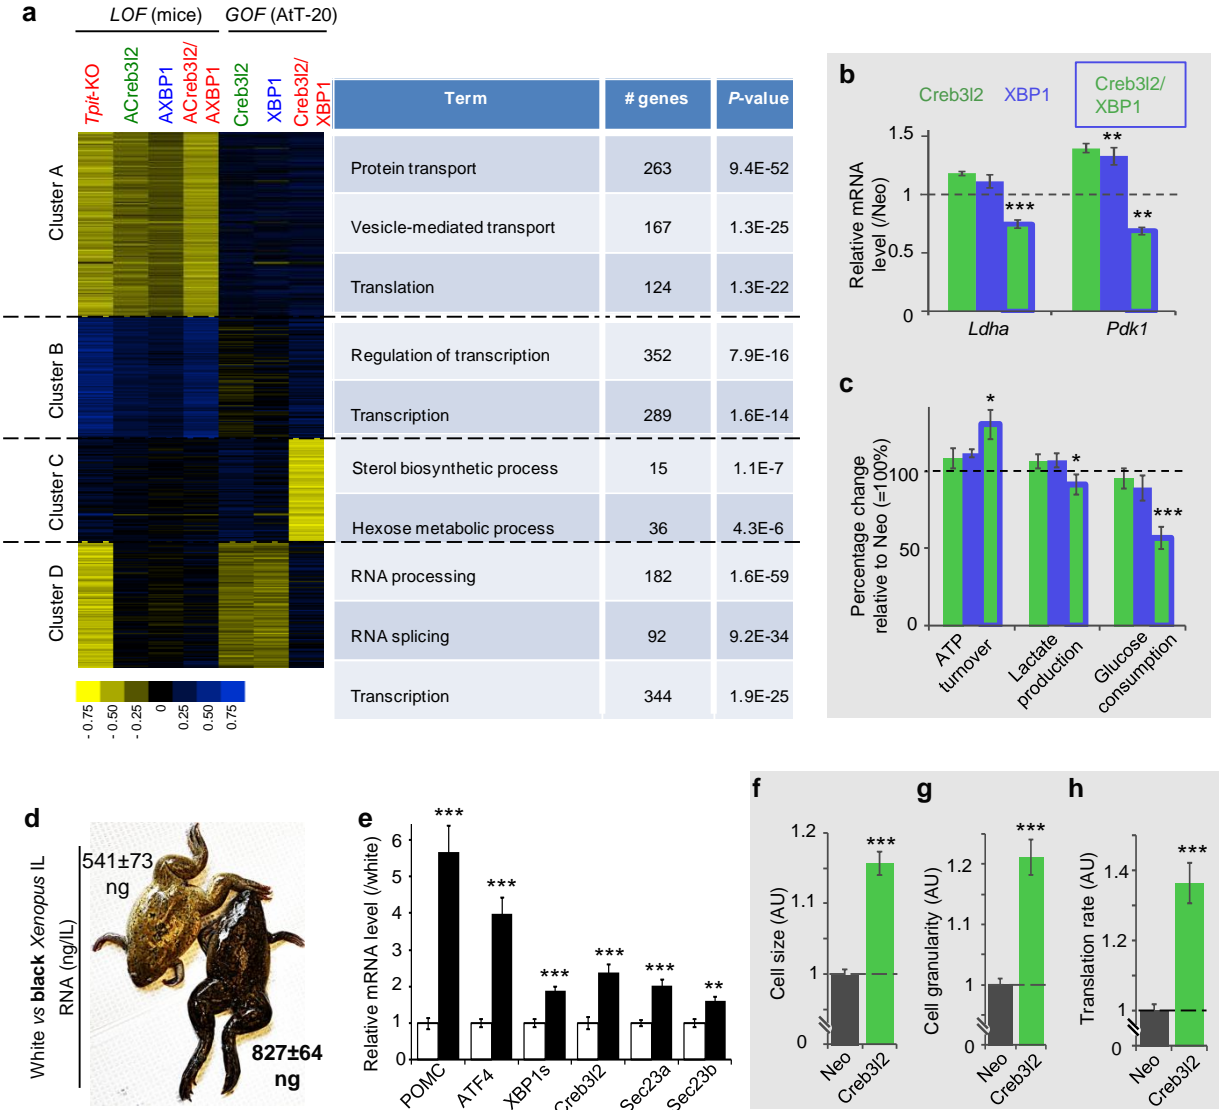 a
LOF (mice)
GOF (AtT-20)
Tpit-KO
ACreb3l2
AXBP1
ACreb3l2/
AXBP1
Creb3l2
XBP1
Creb3l2/
XBP1
Cluster A
Cluster B
Cluster C
Cluster D
Term # genes P-value
Protein transport 263 9.4E-52
Vesicle-mediated transport 167 1.3E-25
Translation 124 1.3E-22
Regulation of transcription 352 7.9E-16
Transcription 289 1.6E-14
Sterol biosynthetic process 15 1.1E-7
Hexose metabolic process 36 4.3E-6
RNA processing 182 1.6E-59
RNA splicing 92 9.2E-34
Transcription 344 1.9E-25
- 0.75
- 0.50
- 0.25
0
0.25
0.50
0.75
b
Creb3l2 XBP1
Creb3l2/
XBP1
Relative mRNA
level (/Neo)
1.5
1
0.5
0
***
**
**
Ldha
Pdk1
c
Percentage change
relative to Neo (=100%)
100
50
0
*
*
***
ATP
turnover
Lactate
production
Glucose
consumption
d
White vs black Xenopus IL
RNA (ng/IL)
541±73
ng
827±64
ng
e
Relative mRNA level (/white)
6
5
4
3
2
1
0
***
***
***
***
***
**
POMC
ATF4
XBP1s
Creb3l2
Sec23a
Sec23b
f
Cell size (AU)
1.2
1.1
1
0
***
Neo
Creb3l2
g
Cell granularity (AU)
1.2
1.1
1
0
***
Neo
Creb3l2
h
Translation rate (AU)
1.4
1.2
1
0
***
Neo
Creb3l2